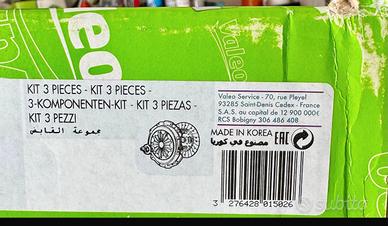 Valeo
eo
KIT 3 PIECES - KIT 3 PIECES -
3-KOMPONENTEN-KIT - KIT 3 PIEZAS -
KIT 3 PEZZI
مجموعة القابض
Valeo Service - 70, rue Pleyel
93285 Saint-Denis Cedex - France
S.A.S. au capital de 12 900 000€
RCS Bobigny 306 486 408
MADE IN KOREA
مصنوع في كوريا
EAC
3 276428 015026
subito